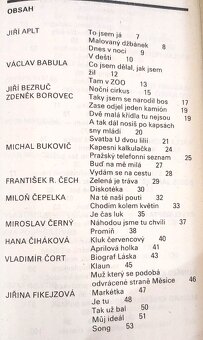 OBSAH
JIŘÍ APLT To jsem já 7
Malovaný džbánek 8
Dnes v noci 9
V dešti 10
VÁCLAV BABULA Co jsem dělal, jak jsem
žil 12
Tam v ZOO 13
JIŘÍ BEZRUČ Noční cirkus 15
ZDENĚK BOROVEC Taky jsem se narodil bos 17
Zase odjel jeden kamión 19
Dvě malá křídla tu nejsou 19
A tak dál nosíš po kapsách
sny mládí 20
Svatba U dvou lilií 21
MICHAL BUKOVIČ Kapesní kalkulačka 24
Pražský telefonní seznam 25
Buď na mě milá 27
Vydám se na cestu 28
FRANTIŠEK R. ČECH Zelená je tráva 29
Diskotéka 30
MILOŇ ČEPELKA Na té naší pouti 32
Chodím kolem květin 33
Je čas luk 35
MIROSLAV ČERNÝ Náhodou jsme tu chvíli 37
Promiň 38
HANA ČIHÁKOVÁ Kluk červencový 40
Aprílová holka 41
VLADIMÍR ČORT Biograf Láska 43
Klaun 45
Muž který se podobá
odvrácené straně Měsíce 46
JIŘINA FIKEJZOVÁ Markétka 47
Je tu 48
Tak už bal 50
Můj ideál 51
Song 53